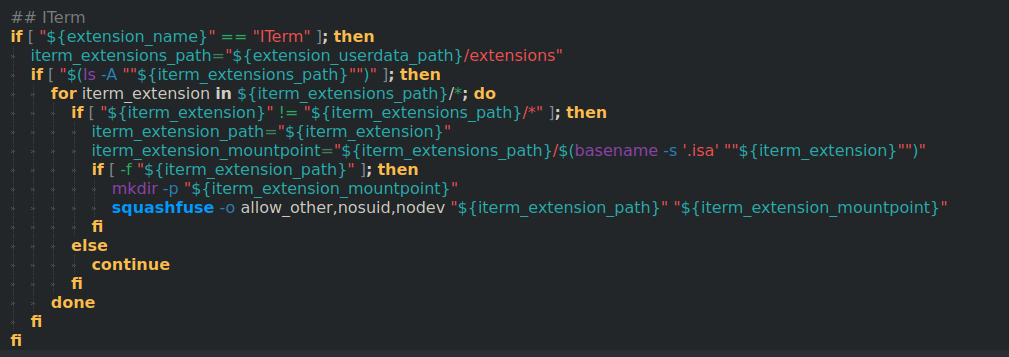 ## ITerm
if [ "${extension_name}" == "ITerm" ]; then
iterm_extensions_path="${extension_userdata_path}/extensions"
if [ "$(ls -A ""${iterm_extensions_path}"")" ]; then
for iterm_extension in ${iterm_extensions_path}/*; do
if [ "${iterm_extension}" != "${iterm_extensions_path}/*" ]; then
iterm_extension_path="${iterm_extension}"
iterm_extension_mountpoint="${iterm_extensions_path}/$(basename -s '.isa' ""${iterm_extension}"")"
if [ -f "${iterm_extension_path}" ]; then
mkdir -p "${iterm_extension_mountpoint}"
squashfuse -o allow_other,nosuid,nodev "${iterm_extension_path}" "${iterm_extension_mountpoint}"
fi
else
continue
fi
done
fi
fi